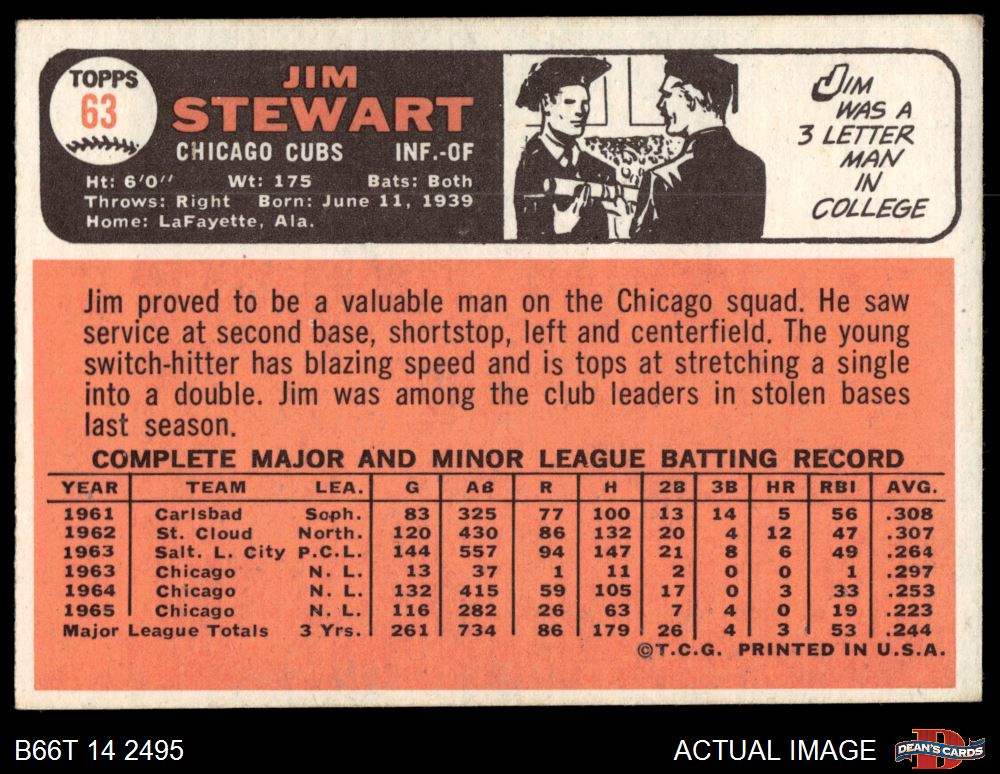 TOPPS
63
JIM
STEWART
CHICAGO CUBS INF.-OF
Ht: 6'0" Wt: 175 Bats: Both
Throws: Right Born: June 11, 1939
Home: LaFayette, Ala.
JIM
WAS A
3 LETTER
MAN
IN
COLLEGE
Jim proved to be a valuable man on the Chicago squad. He saw
service at second base, shortstop, left and centerfield. The young
switch-hitter has blazing speed and is tops at stretching a single
into a double. Jim was among the club leaders in stolen bases
last season.
COMPLETE MAJOR AND MINOR LEAGUE BATTING RECORD
YEAR TEAM LEA. G AB R H 2B 3B HR RBI AVG.
1961 Carlsbad Soph. 83 325 77 100 13 14 5 56 .308
1962 St. Cloud North. 120 430 86 132 20 4 12 47 .307
1963 Salt. L. City P.C.L. 144 557 94 147 21 8 6 49 .264
1963 Chicago N. L. 13 37 1 11 2 0 0 1 .297
1964 Chicago N. L. 132 415 59 105 17 0 3 33 .253
1965 Chicago N. L. 116 282 26 63 7 4 0 19 .223
Major League Totals 3 Yrs. 261 734 86 179 26 4 3 53 .244
©T.C.G. PRINTED IN U.S.A.
B66T 14 2495
ACTUAL IMAGE
D
DEAN'S CARDS